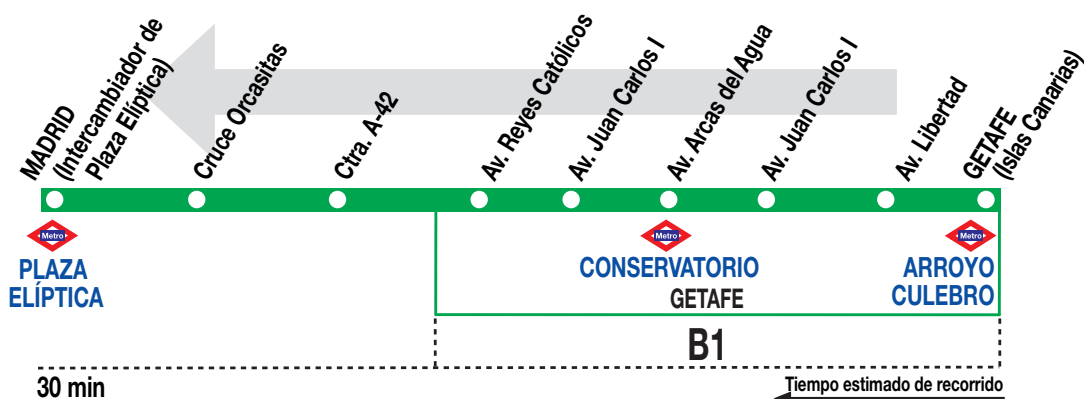 MADRID
(Intercambiador de
Plaza Elíptica)
Cruce Orcasitas
Ctra. A-42
Av. Reyes Católicos
Av. Juan Carlos I
Av. Arcas del Agua
Av. Juan Carlos I
Av. Libertad
GETAFE
(Islas Canarias)
Metro
Metro
Metro
PLAZA
ELÍPTICA
CONSERVATORIO
GETAFE
ARROYO
CULEBRO
B1
30 min
Tiempo estimado de recorrido